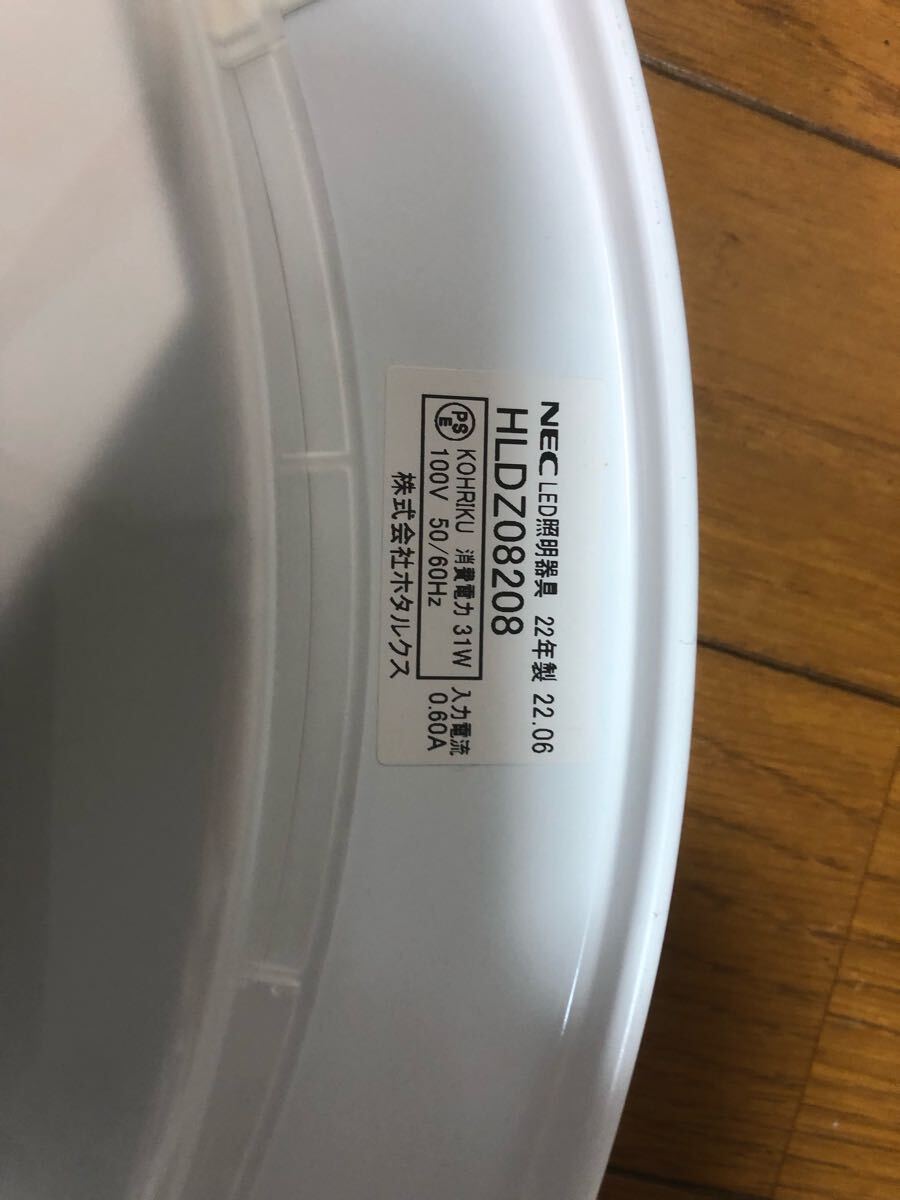 NEC LED照明器具 22年製 22.06
HLDZ08208
PSE KOHRIKU 消費電力 31W 入力電流
100V 50/60Hz 0.60A
株式会社ホタルクス